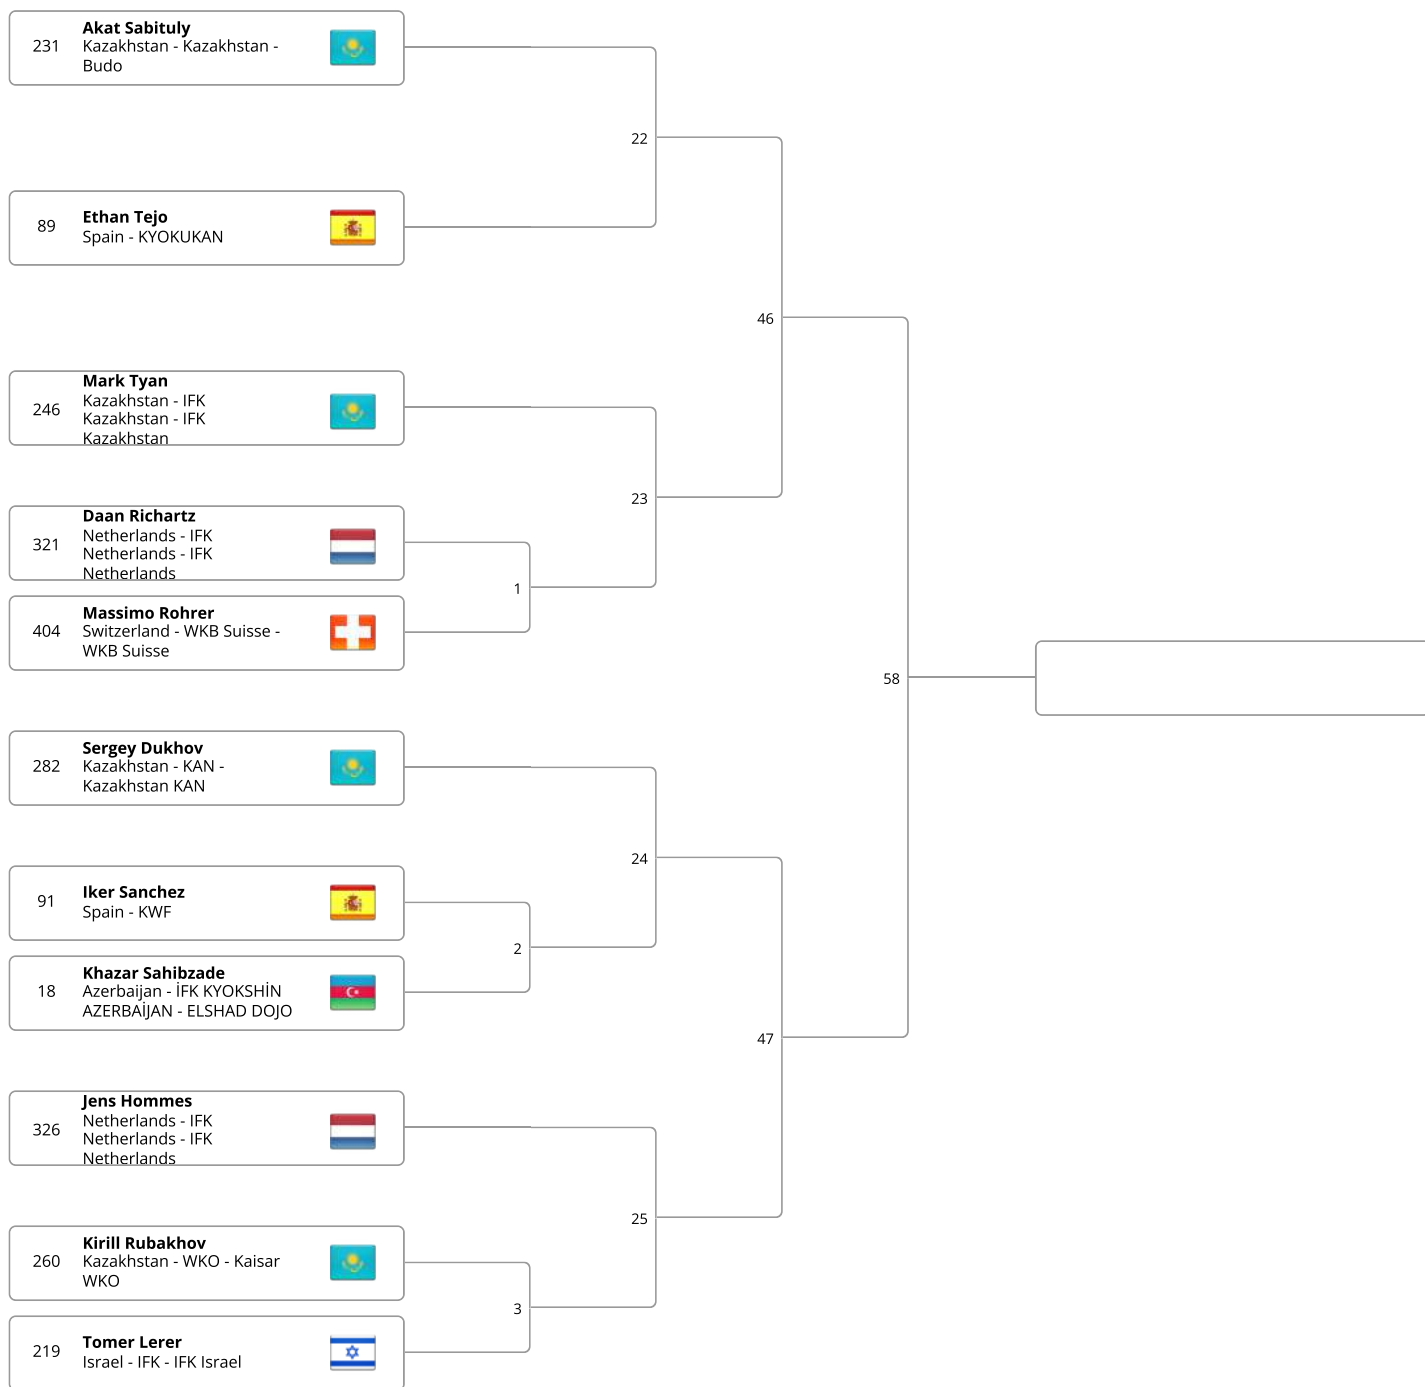 231
Akat Sabituly
Kazakhstan - Kazakhstan -
Budo
22
89
Ethan Tejo
Spain - KYOKUKAN
46
246
Mark Tyan
Kazakhstan - IFK
Kazakhstan - IFK
Kazakhstan
23
321
Daan Richartz
Netherlands - IFK
Netherlands - IFK
Netherlands
1
404
Massimo Rohrer
Switzerland - WKB Suisse -
WKB Suisse
58
282
Sergey Dukhov
Kazakhstan - KAN -
Kazakhstan KAN
24
91
Iker Sanchez
Spain - KWF
2
18
Khazar Sahibzade
Azerbaijan - İFK KYOKSHİN
AZERBAİJAN - ELSHAD DOJO
47
326
Jens Hommes
Netherlands - IFK
Netherlands - IFK
Netherlands
25
260
Kirill Rubakhov
Kazakhstan - WKO - Kaisar
WKO
3
219
Tomer Lerer
Israel - IFK - IFK Israel